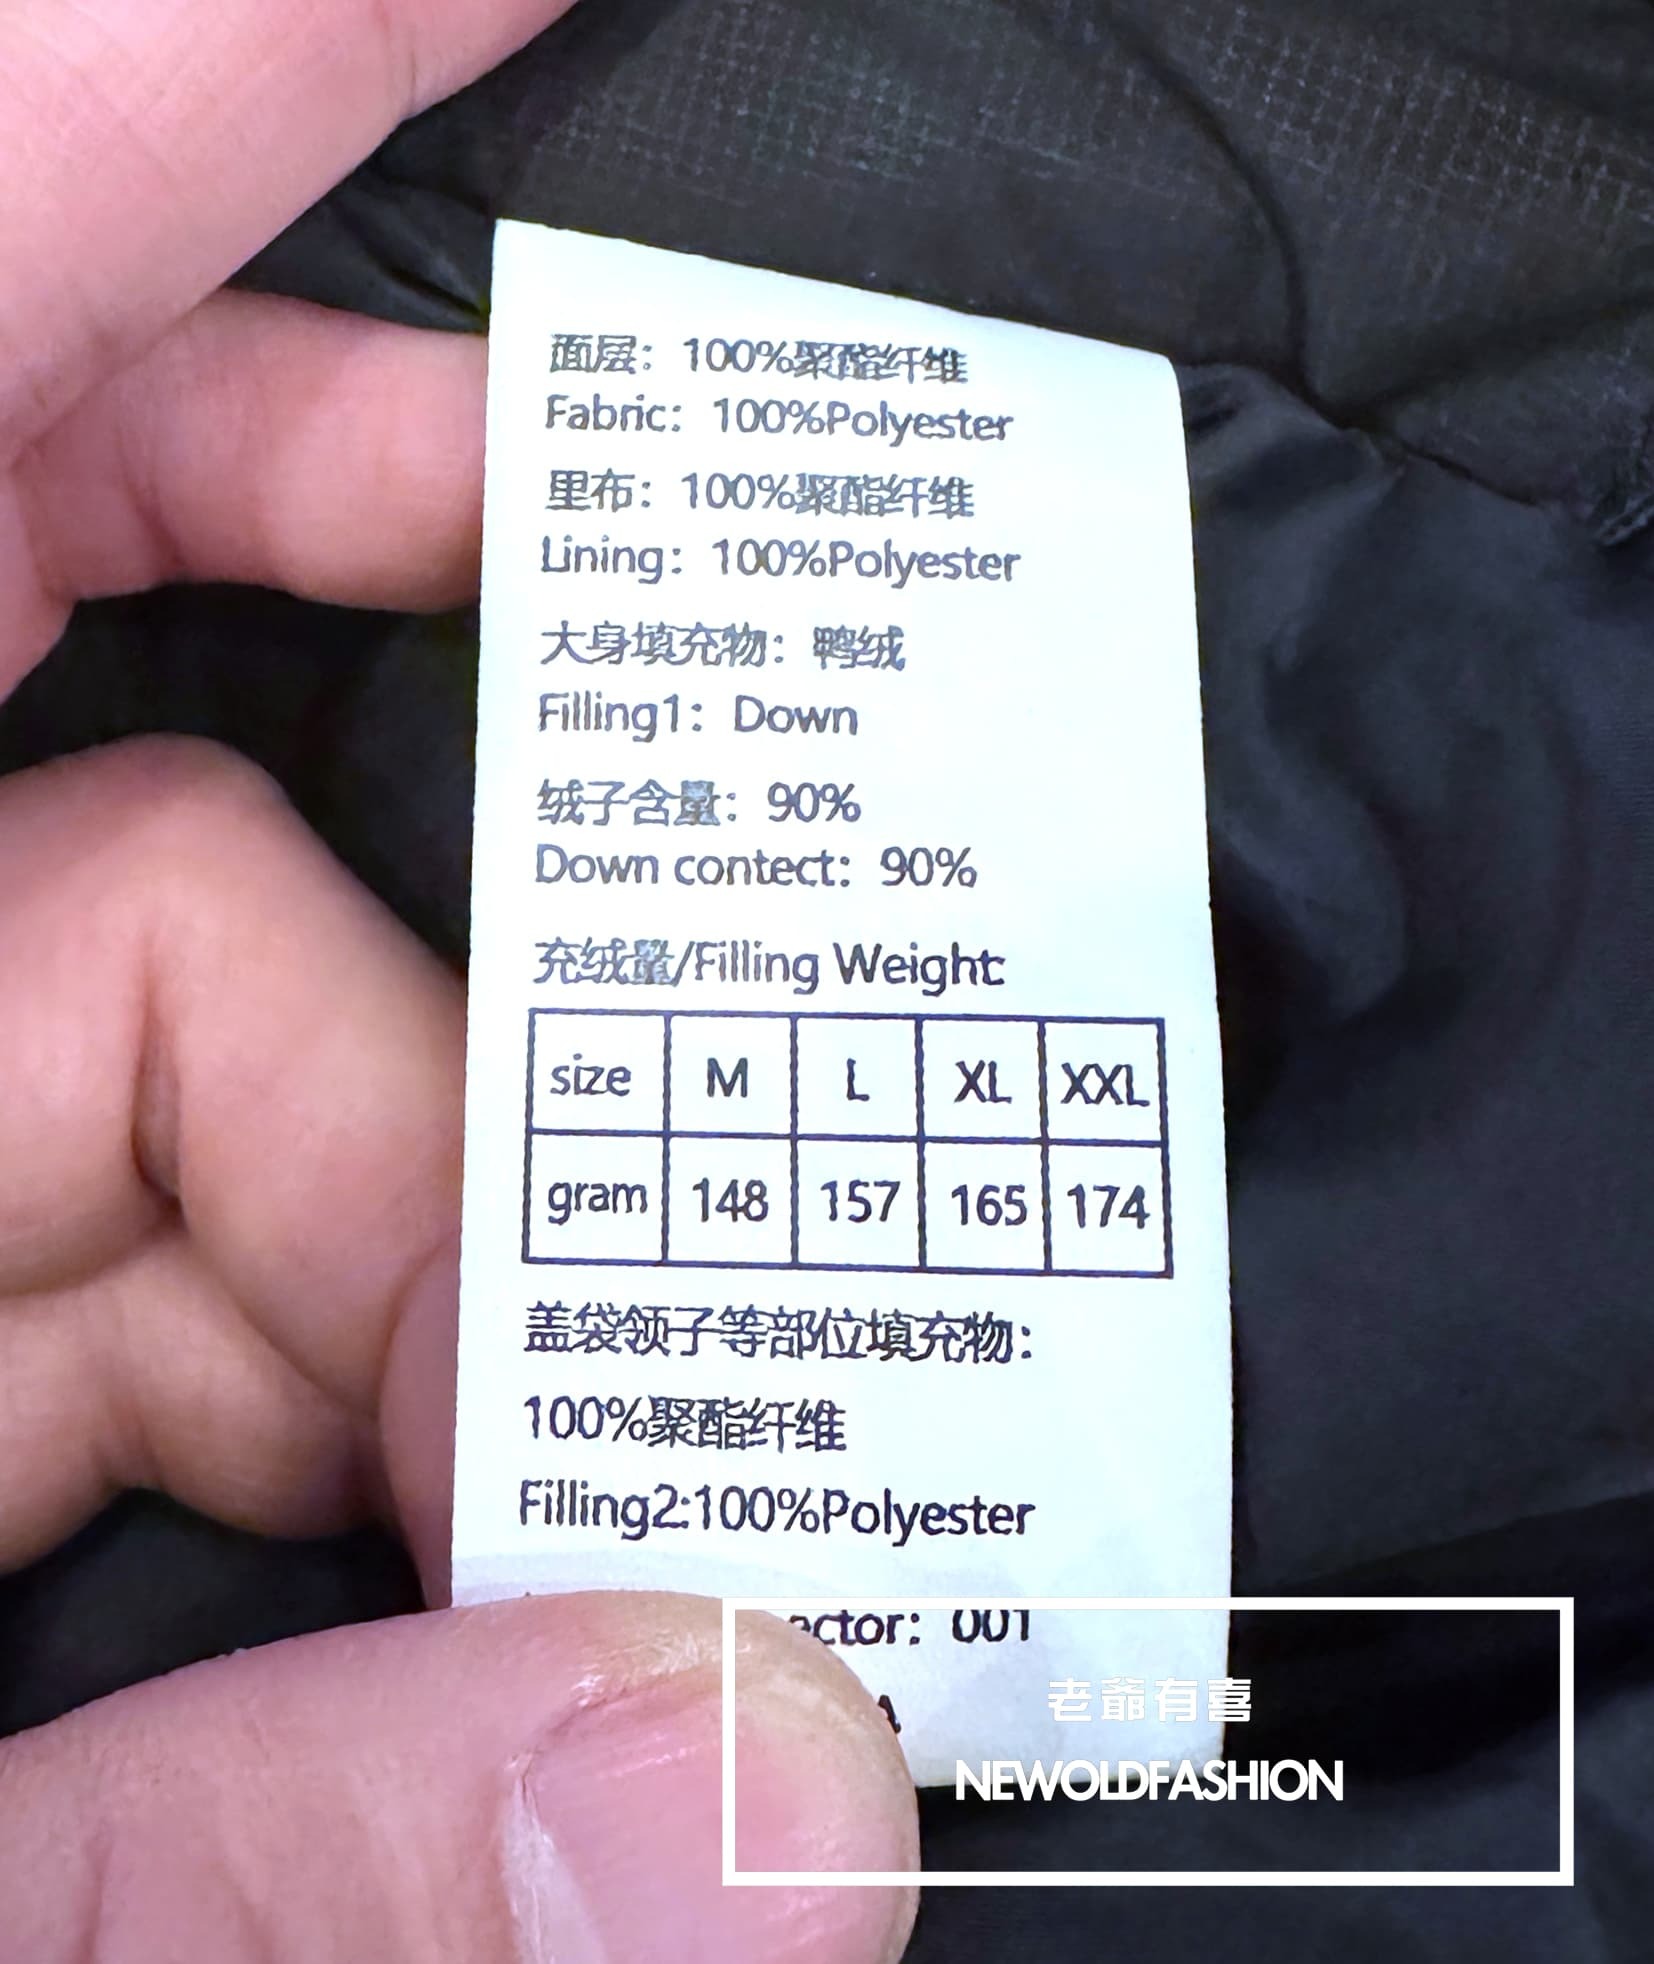 面层：100%聚酯纤维
Fabric：100%Polyester
里布：100%聚酯纤维
Lining：100%Polyester
大身填充物：鸭绒
Filling1：Down
绒子含量：90%
Down contect：90%
充绒量/Filling Weight
size M L XL XXL
gram 148 157 165 174
盖袋领子等部位填充物：
100%聚酯纤维
Filling2:100%Polyester
ector：001
老爺有喜
NEWOLDFASHION